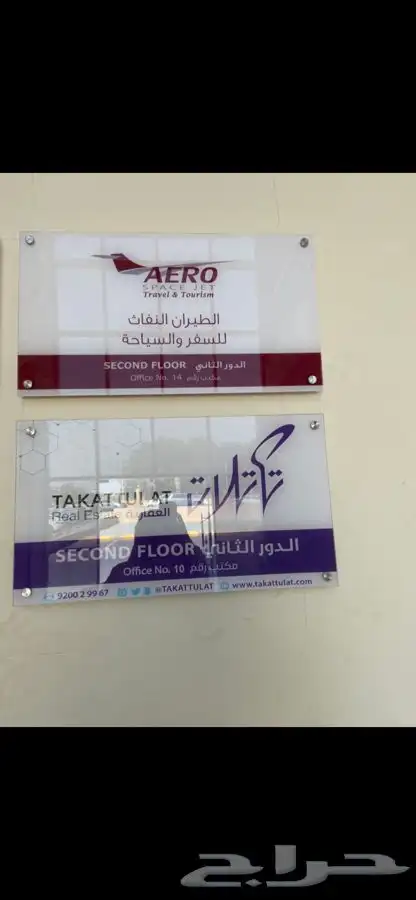 AERO
SPACE JET
Travel & Tourism
الطيران النفاث
للسفر والسياحة
SECOND FLOOR الدور الثاني
Office No. 14 مكتب رقم
تكتلات
TAKATTULAT
Real Estate العقارية
SECOND FLOOR الدور الثاني
Office No. 10 مكتب رقم
9200 2 99 67 @TAKATTULAT www.takattulat.com
حراج